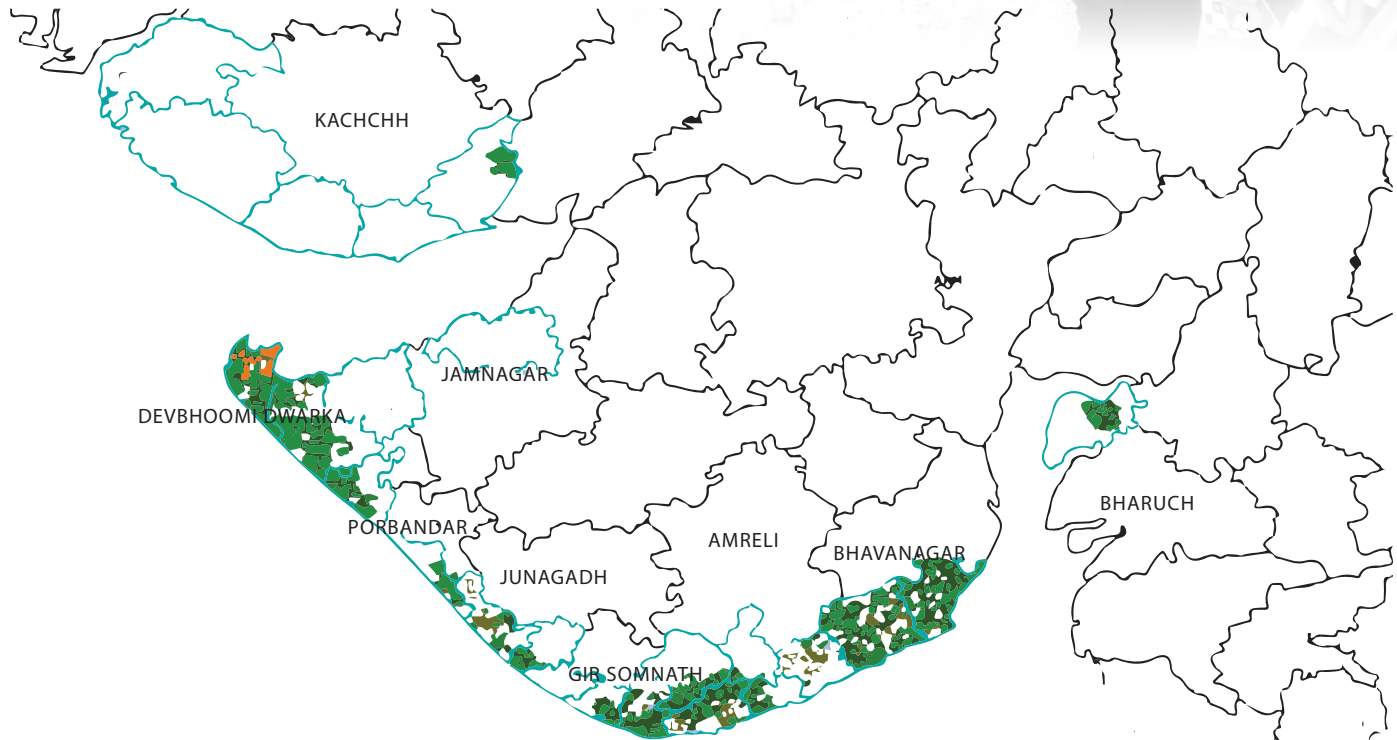 KACHCHH
JAMNAGAR
DEVBHOOMI DWARKA
PORBANDAR
JUNAGADH
AMRELI
BHAVANAGAR
BHARUCH
GIR SOMNATH